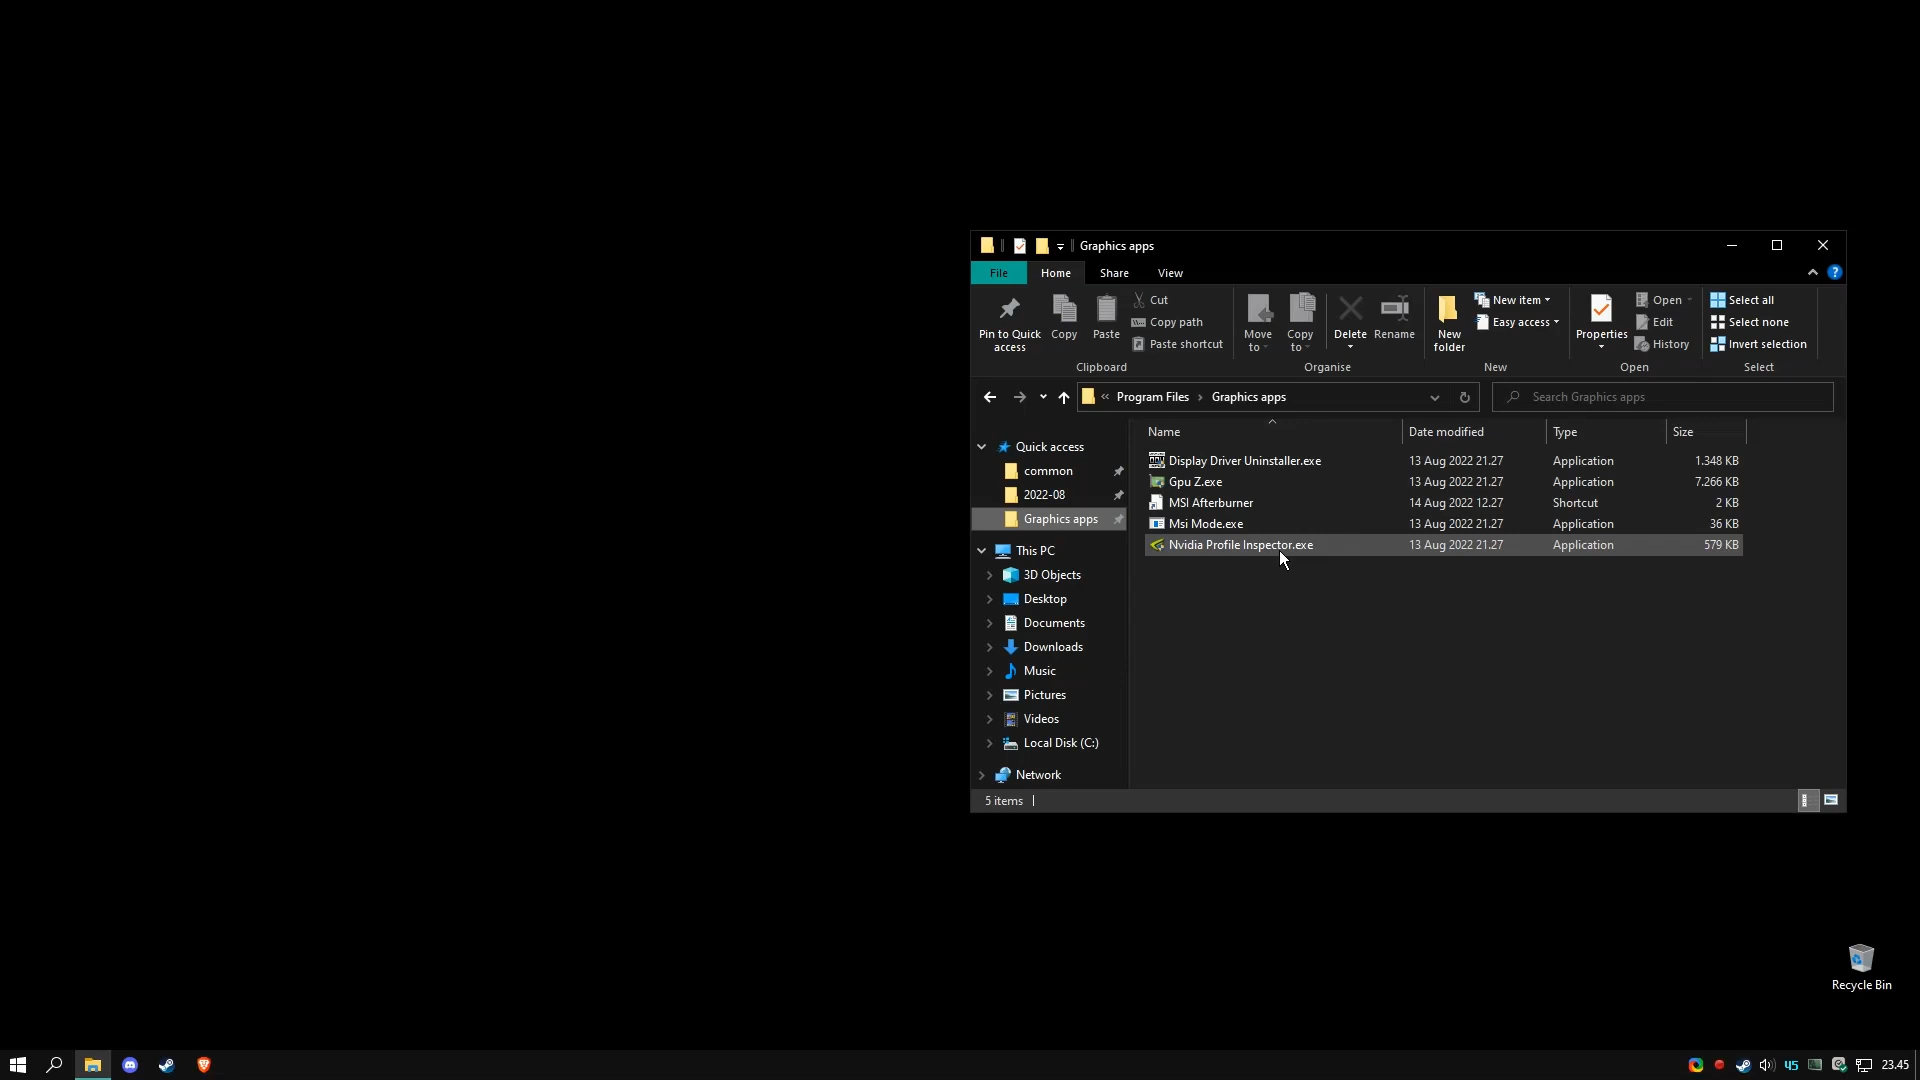 Graphics apps
File Home Share View
Pin to Quick access
Copy
Paste
Cut
Copy path
Paste shortcut
Clipboard
Move to
Copy to
Delete
Rename
Organise
New folder
New item
Easy access
New
Properties
Open
Edit
History
Open
Select all
Select none
Invert selection
Select
« Program Files > Graphics apps
Search Graphics apps
Quick access
common
2022-08
Graphics apps
This PC
3D Objects
Desktop
Documents
Downloads
Music
Pictures
Videos
Local Disk (C:)
Network
Name Date modified Type Size
Display Driver Uninstaller.exe 13 Aug 2022 21.27 Application 1.348 KB
Gpu Z.exe 13 Aug 2022 21.27 Application 7.266 KB
MSI Afterburner 14 Aug 2022 12.27 Shortcut 2 KB
Msi Mode.exe 13 Aug 2022 21.27 Application 36 KB
Nvidia Profile Inspector.exe 13 Aug 2022 21.27 Application 579 KB
5 items
Recycle Bin
45
23.45